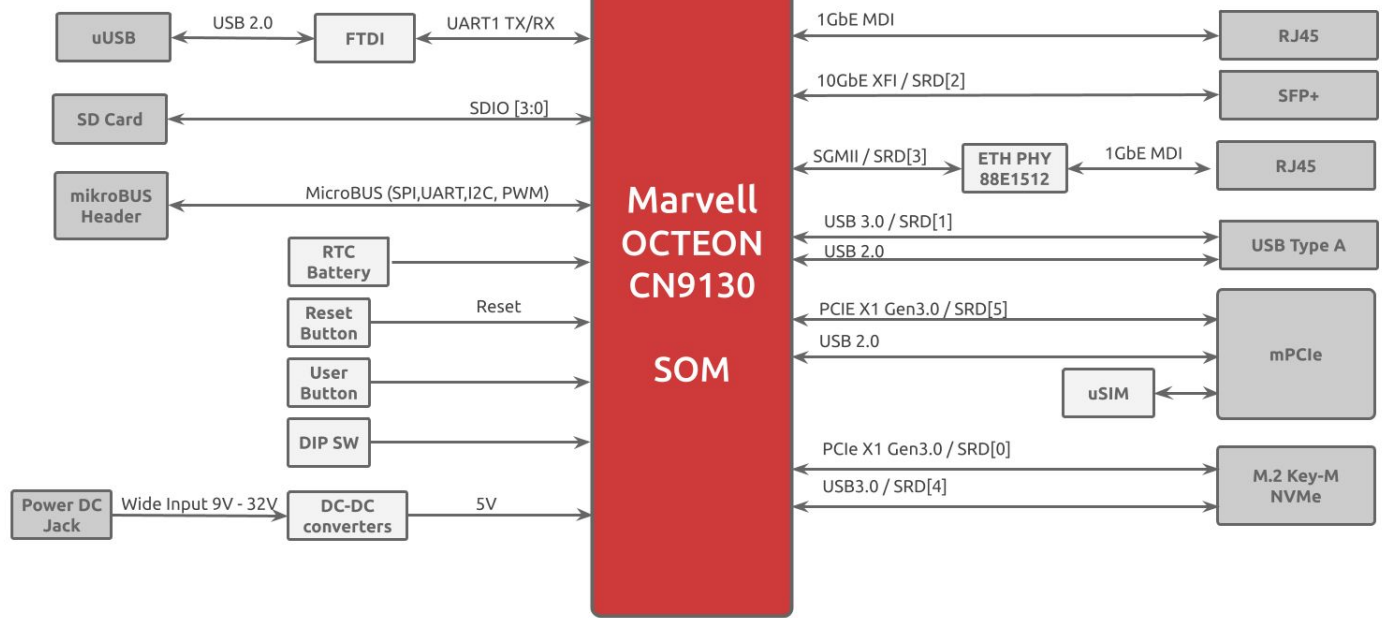 uUSB
USB 2.0
FTDI
UART1 TX/RX
SD Card
SDIO [3:0]
mikroBUS
Header
MicroBUS (SPI,UART,I2C, PWM)
RTC
Battery
Reset
Button
Reset
User
Button
DIP SW
Power DC
Jack
Wide Input 9V - 32V
DC-DC
converters
5V
Marvell
OCTEON
CN9130
SOM
1GbE MDI
RJ45
10GbE XFI / SRD[2]
SFP+
SGMII / SRD[3]
ETH PHY
88E1512
1GbE MDI
RJ45
USB 3.0 / SRD[1]
USB 2.0
USB Type A
PCIE X1 Gen3.0 / SRD[5]
USB 2.0
mPCIe
uSIM
PCIe X1 Gen3.0 / SRD[0]
USB3.0 / SRD[4]
M.2 Key-M
NVMe